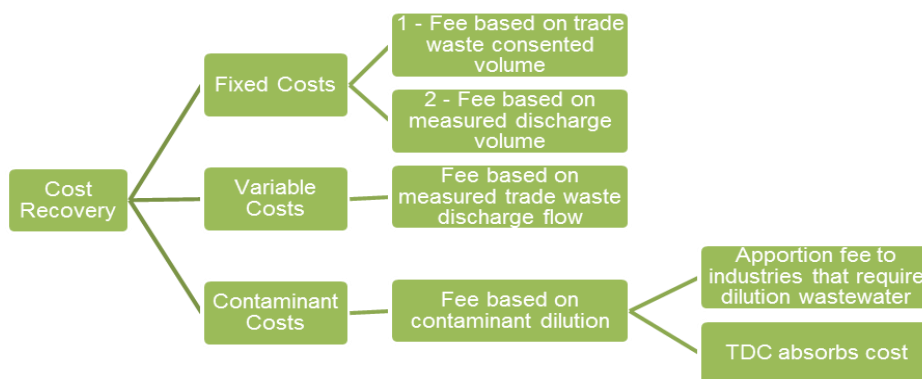 1 - Fee based on trade
waste consented
volume
Fixed Costs
2 - Fee based on
measured discharge
volume
Cost
Recovery
Variable
Costs
Fee based on
measured trade waste
discharge flow
Contaminant
Costs
Fee based on
contaminant dilution
Apportion fee to
industries that require
dilution wastewater
TDC absorbs cost